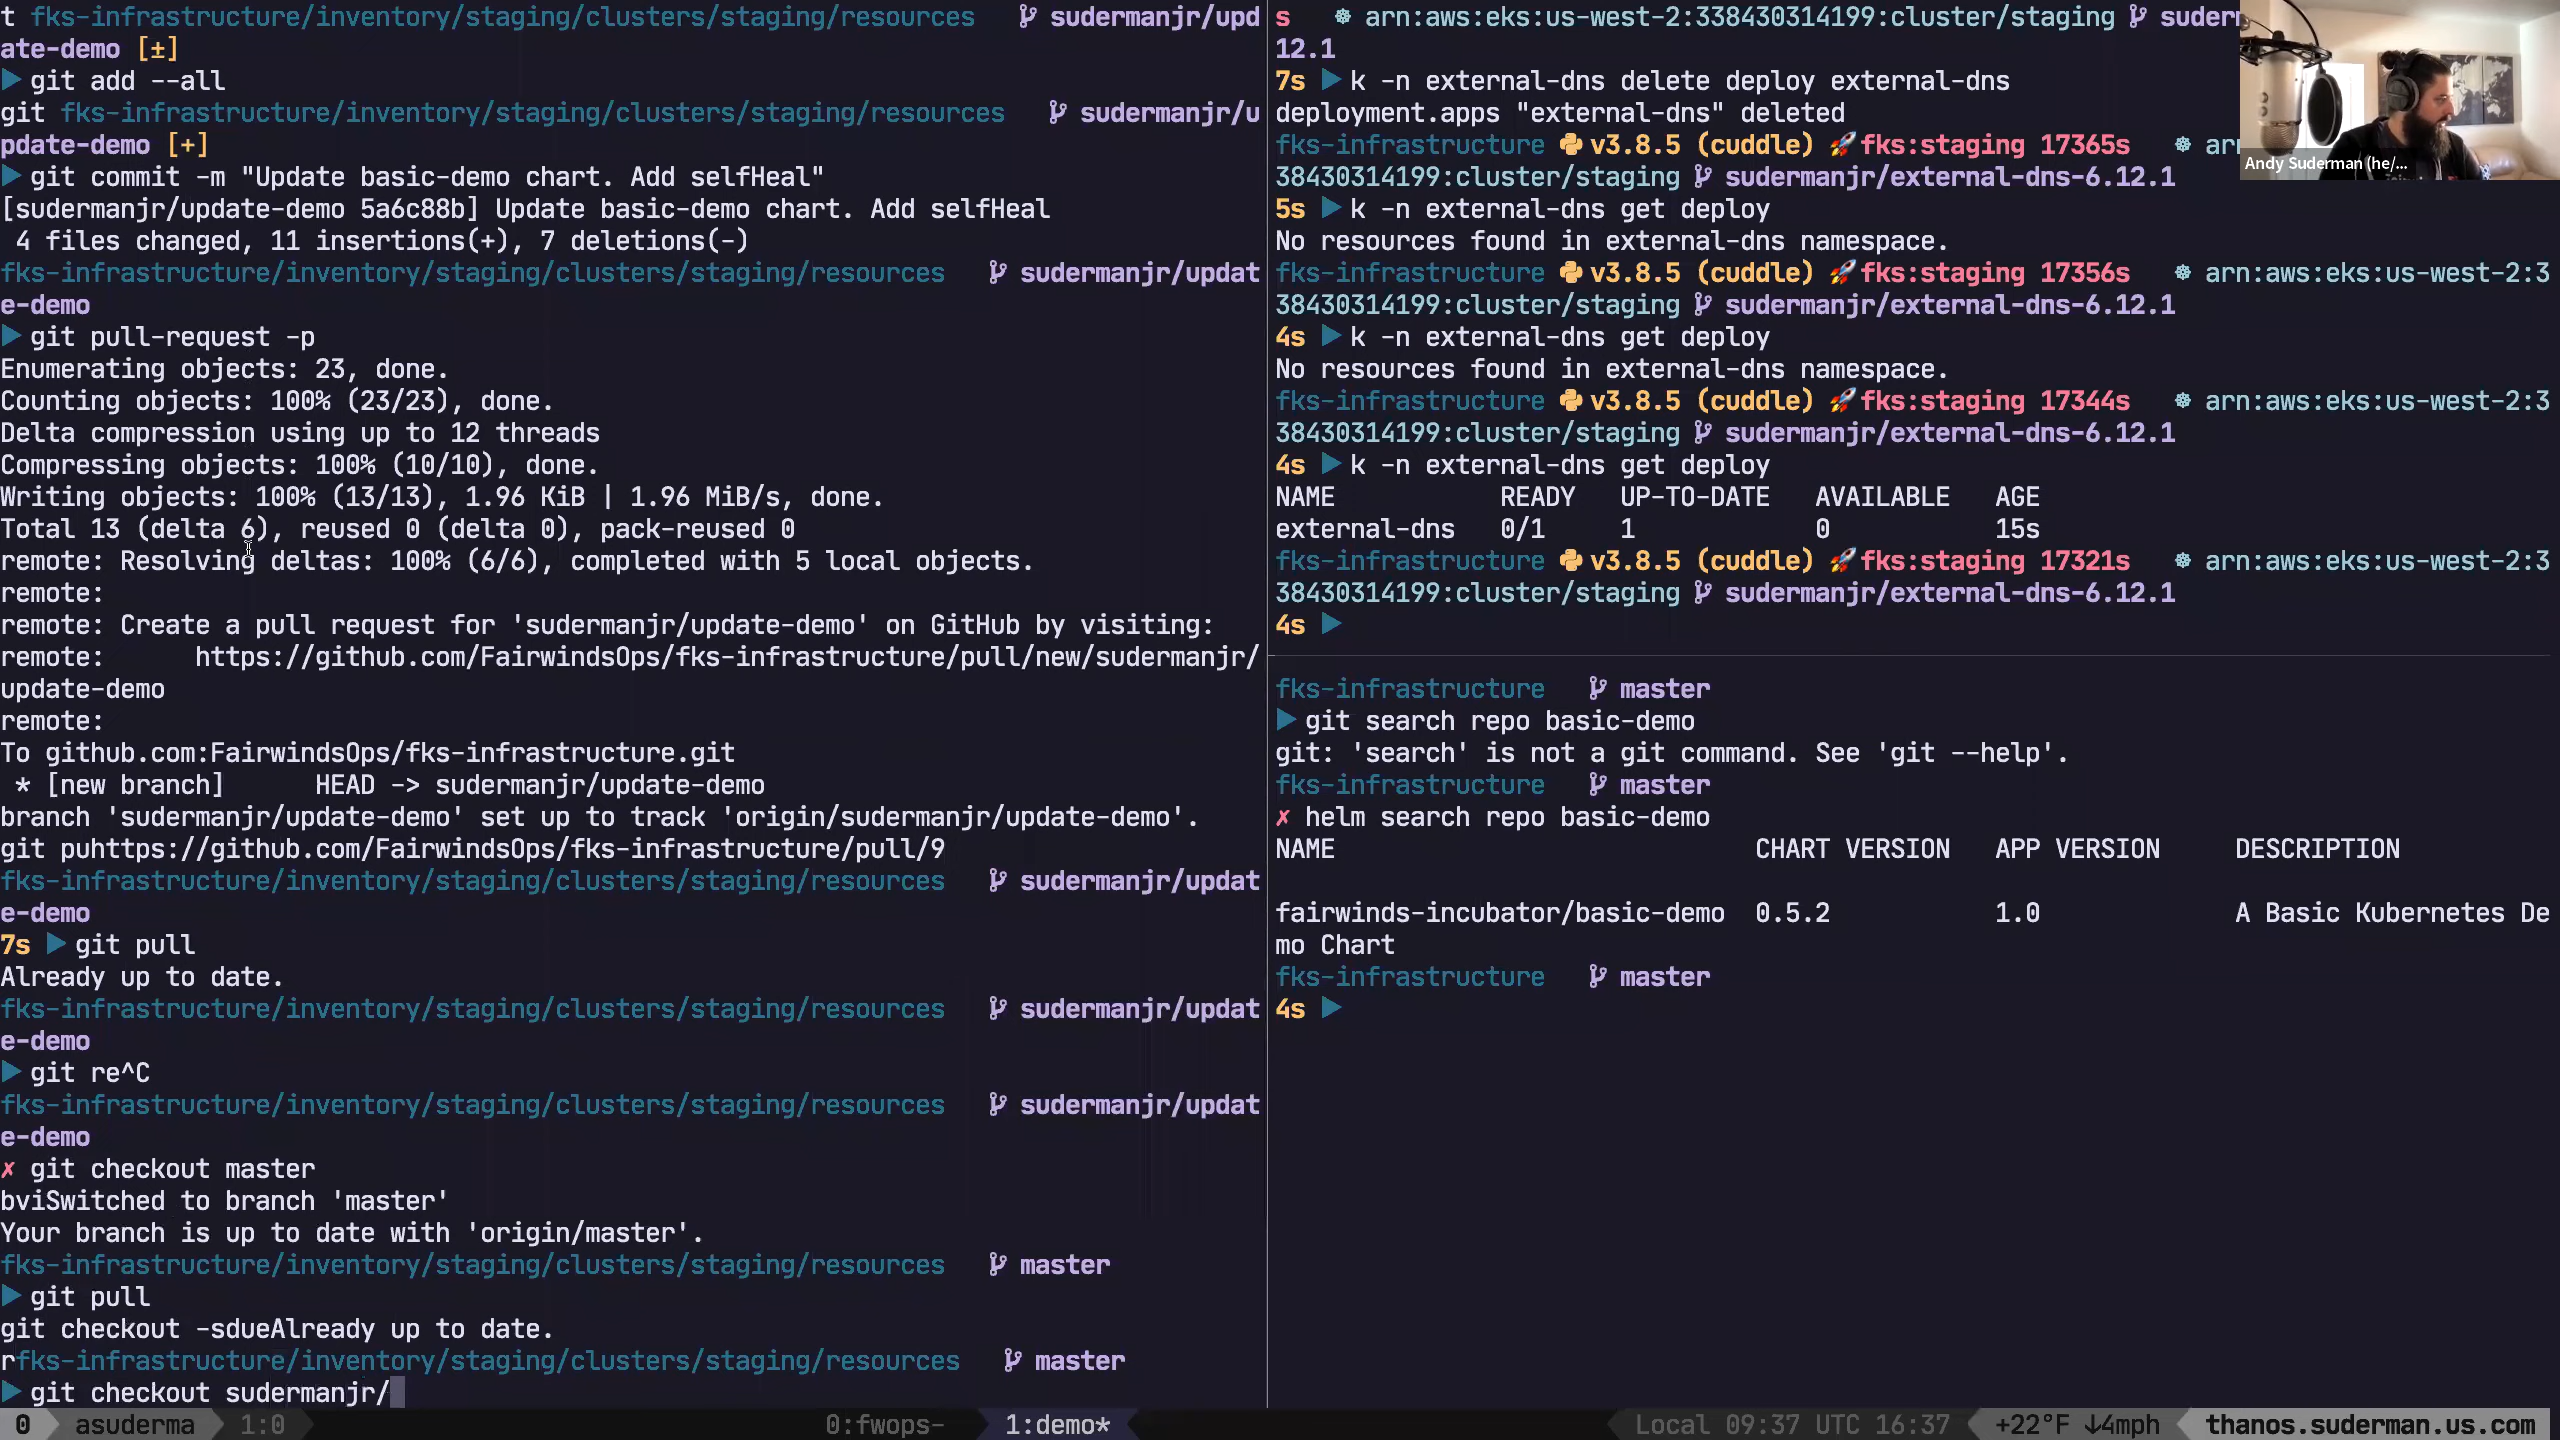 t fks-infrastructure/inventory/staging/clusters/staging/resources sudermanjr/upd
ate-demo [±]
git add --all
git fks-infrastructure/inventory/staging/clusters/staging/resources sudermanjr/u
pdate-demo [+]
git commit -m "Update basic-demo chart. Add selfHeal"
[sudermanjr/update-demo 5a6c88b] Update basic-demo chart. Add selfHeal
4 files changed, 11 insertions(+), 7 deletions(-)
fks-infrastructure/inventory/staging/clusters/staging/resources sudermanjr/updat
e-demo
git pull-request -p
Enumerating objects: 23, done.
Counting objects: 100% (23/23), done.
Delta compression using up to 12 threads
Compressing objects: 100% (10/10), done.
Writing objects: 100% (13/13), 1.96 KiB | 1.96 MiB/s, done.
Total 13 (delta 6), reused 0 (delta 0), pack-reused 0
remote: Resolving deltas: 100% (6/6), completed with 5 local objects.
remote:
remote: Create a pull request for 'sudermanjr/update-demo' on GitHub by visiting:
remote:      https://github.com/FairwindsOps/fks-infrastructure/pull/new/sudermanjr/
update-demo
remote:
To github.com:FairwindsOps/fks-infrastructure.git
* [new branch]      HEAD -> sudermanjr/update-demo
branch 'sudermanjr/update-demo' set up to track 'origin/sudermanjr/update-demo'.
git puhttps://github.com/FairwindsOps/fks-infrastructure/pull/9
fks-infrastructure/inventory/staging/clusters/staging/resources sudermanjr/updat
e-demo
7s git pull
Already up to date.
fks-infrastructure/inventory/staging/clusters/staging/resources sudermanjr/updat
e-demo
git re^C
fks-infrastructure/inventory/staging/clusters/staging/resources sudermanjr/updat
e-demo
✗ git checkout master
bviSwitched to branch 'master'
Your branch is up to date with 'origin/master'.
fks-infrastructure/inventory/staging/clusters/staging/resources master
git pull
git checkout -sdueAlready up to date.
rfks-infrastructure/inventory/staging/clusters/staging/resources master
git checkout sudermanjr/
s ☸ arn:aws:eks:us-west-2:338430314199:cluster/staging suder
12.1
7s k -n external-dns delete deploy external-dns
deployment.apps "external-dns" deleted
fks-infrastructure v3.8.5 (cuddle) 🚀fks:staging 17365s ☸ ar
38430314199:cluster/staging sudermanjr/external-dns-6.12.1
5s k -n external-dns get deploy
No resources found in external-dns namespace.
fks-infrastructure v3.8.5 (cuddle) 🚀fks:staging 17356s ☸ arn:aws:eks:us-west-2:3
38430314199:cluster/staging sudermanjr/external-dns-6.12.1
4s k -n external-dns get deploy
No resources found in external-dns namespace.
fks-infrastructure v3.8.5 (cuddle) 🚀fks:staging 17344s ☸ arn:aws:eks:us-west-2:3
38430314199:cluster/staging sudermanjr/external-dns-6.12.1
4s k -n external-dns get deploy
NAME READY UP-TO-DATE AVAILABLE AGE
external-dns 0/1 1 0 15s
fks-infrastructure v3.8.5 (cuddle) 🚀fks:staging 17321s ☸ arn:aws:eks:us-west-2:3
38430314199:cluster/staging sudermanjr/external-dns-6.12.1
4s
Andy Suderman (he/...
fks-infrastructure master
git search repo basic-demo
git: 'search' is not a git command. See 'git --help'.
fks-infrastructure master
✗ helm search repo basic-demo
NAME CHART VERSION APP VERSION DESCRIPTION
fairwinds-incubator/basic-demo 0.5.2 1.0 A Basic Kubernetes De
mo Chart
fks-infrastructure master
4s
0 asuderma 1:0 0:fwops- 1:demo* Local 09:37 UTC 16:37 +22°F ↓4mph thanos.suderman.us.com